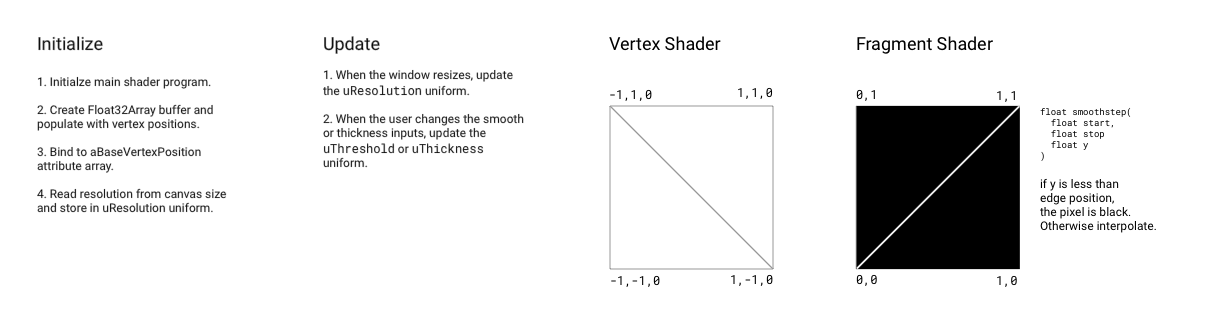 Initialize
1. Initialze main shader program.
2. Create Float32Array buffer and
populate with vertex positions.
3. Bind to aBaseVertexPosition
attribute array.
4. Read resolution from canvas size
and store in uResolution uniform.
Update
1. When the window resizes, update
the uResolution uniform.
2. When the user changes the smooth
or thickness inputs, update the
uThreshold or uThickness
uniform.
Vertex Shader
-1,1,0
1,1,0
-1,-1,0
1,-1,0
Fragment Shader
0,1
1,1
0,0
1,0
float smoothstep(
float start,
float stop
float y
)
if y is less than
edge position,
the pixel is black.
Otherwise interpolate.